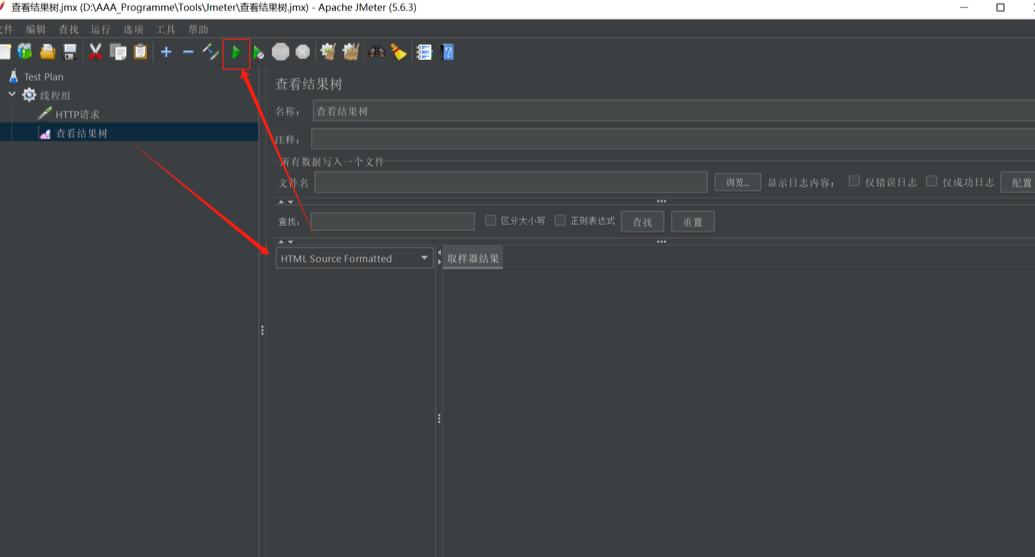 查看结果树.jmx (D:\AAA_Programme\Tools\Jmeter\查看结果树.jmx) - Apache JMeter (5.6.3)
文件 编辑 查找 运行 选项 工具 帮助
Test Plan
线程组
HTTP请求
查看结果树
查看结果树
名称： 查看结果树
注释：
所有数据写入一个文件
文件名 浏览... 显示日志内容： 仅错误日志 仅成功日志 配置
查找： 区分大小写 正则表达式 查找 重置
HTML Source Formatted 取样器结果